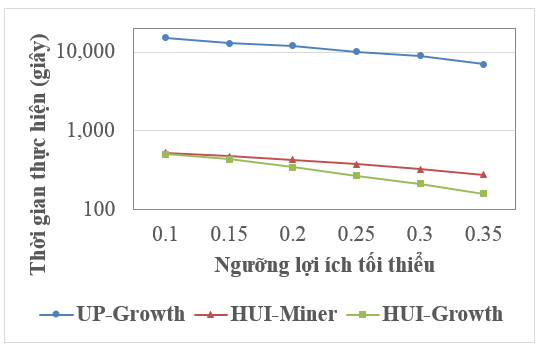 Thời gian thực hiện (giây)
10,000
1,000
100
0.1 0.15 0.2 0.25 0.3 0.35
Ngưỡng lợi ích tối thiểu
UP-Growth HUI-Miner HUI-Growth